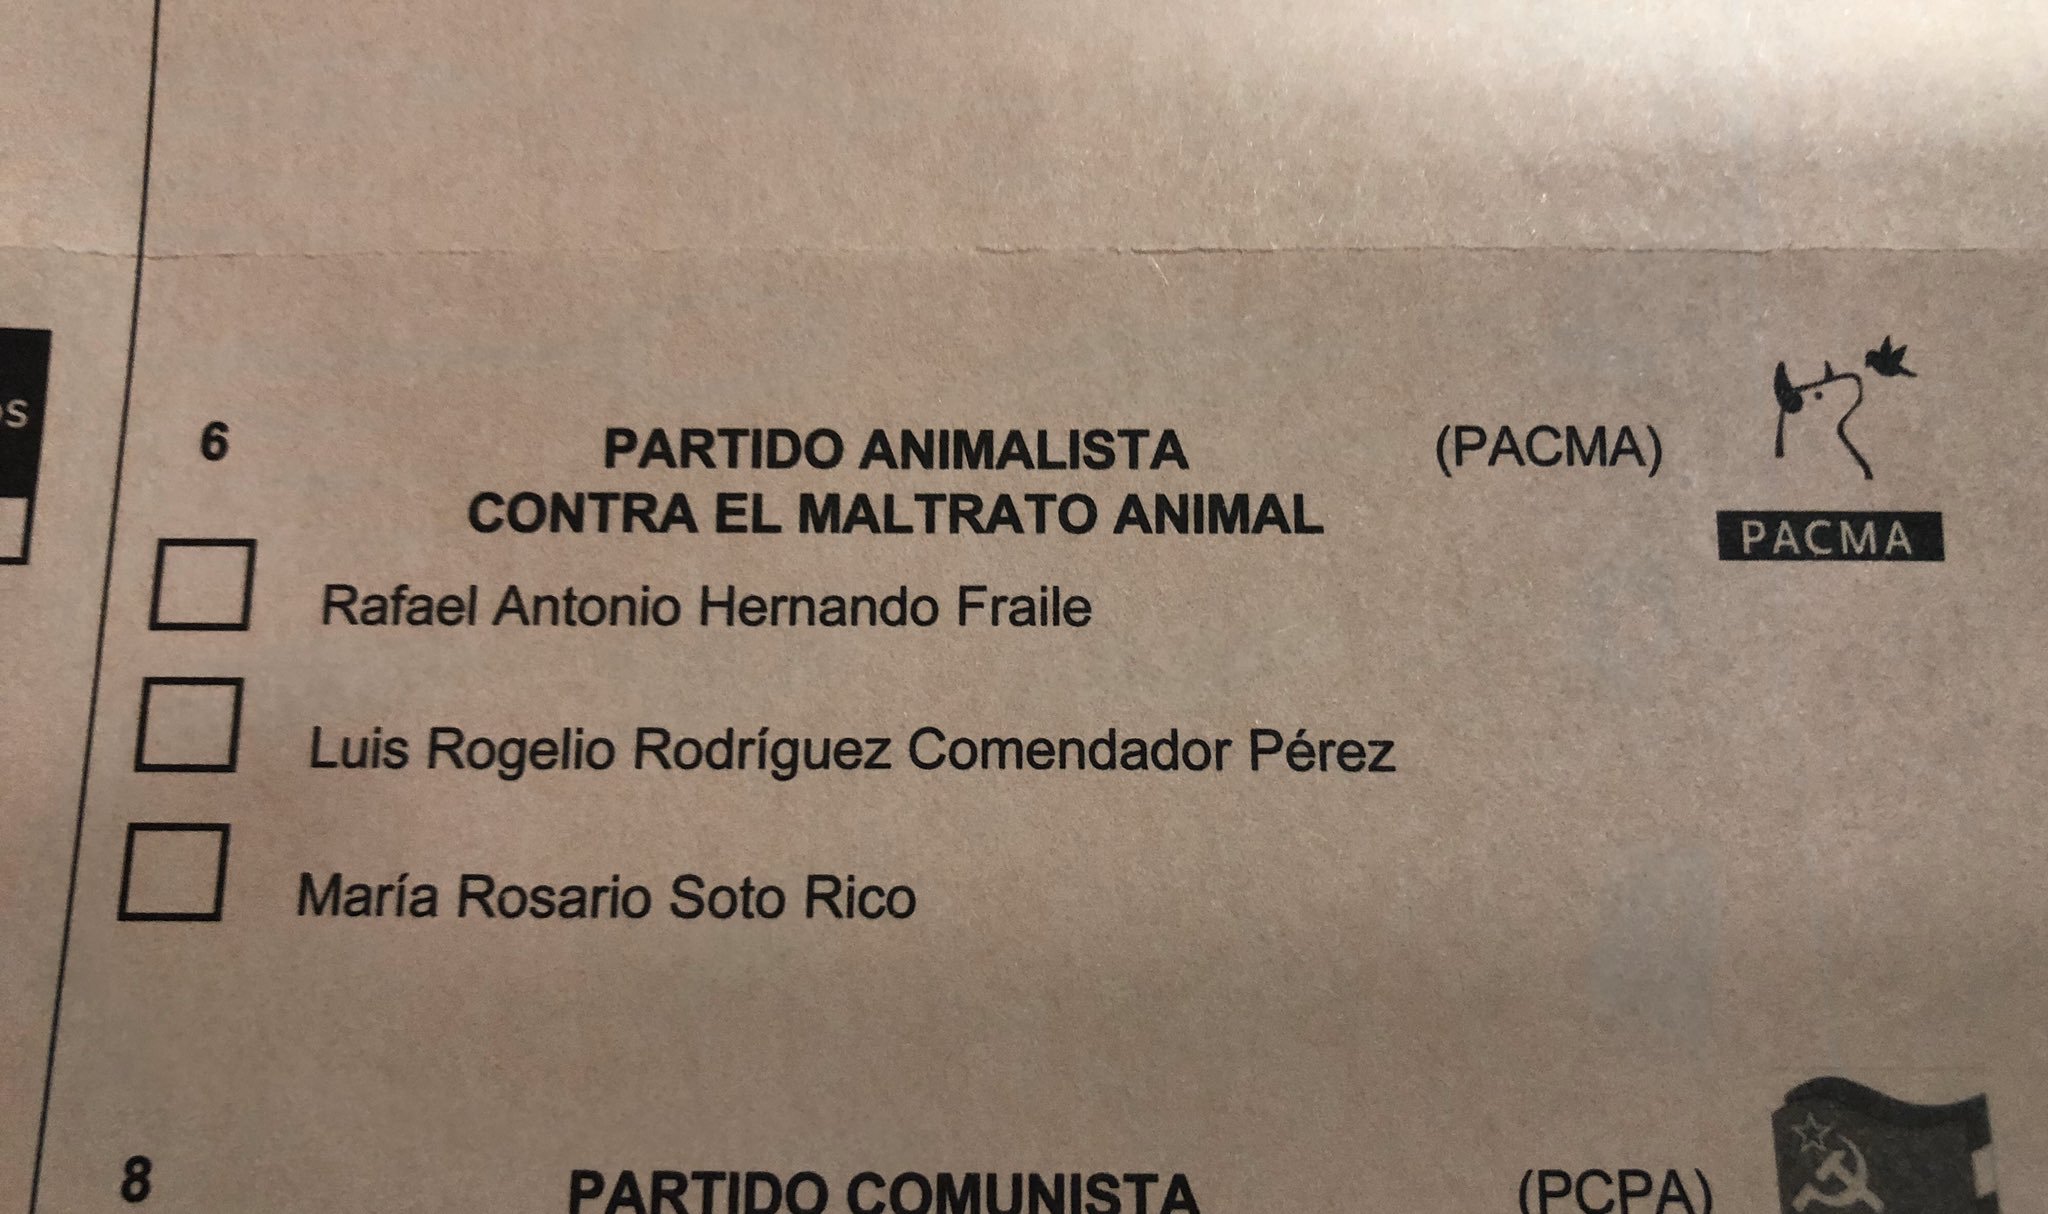 os
6
PARTIDO ANIMALISTA (PACMA)
CONTRA EL MALTRATO ANIMAL
PACMA
Rafael Antonio Hernando Fraile
Luis Rogelio Rodríguez Comendador Pérez
María Rosario Soto Rico
8
PARTIDO COMUNISTA (PCPA)